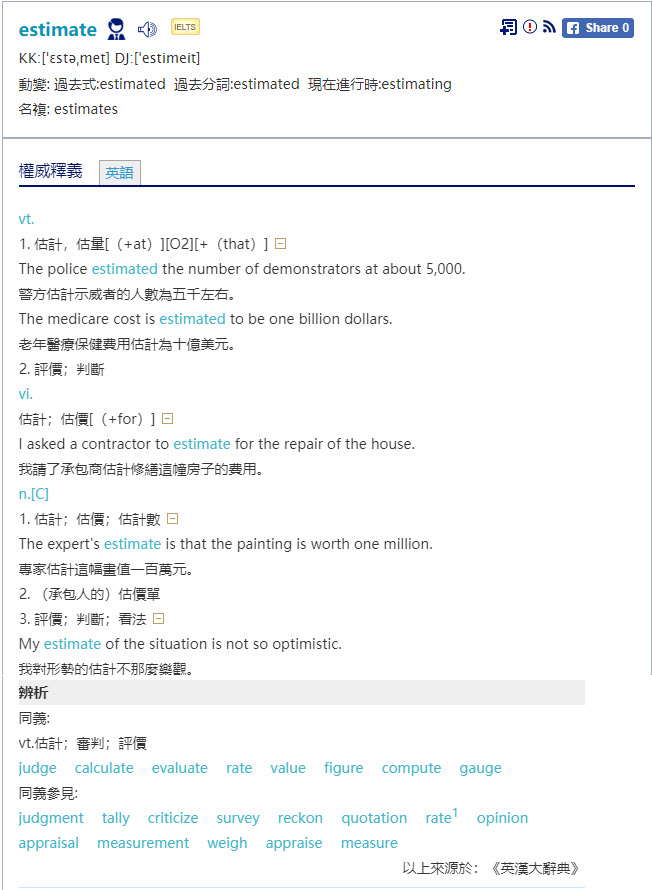 estimate IELTS Share 0
KK:[ˈɛstəˌmet] DJ:[ˈestimeit]
動變: 過去式:estimated 過去分詞:estimated 現在進行時:estimating
名複: estimates
權威釋義 英語
vt.
1. 估計，估量[（+at）][O2][+（that）]
The police estimated the number of demonstrators at about 5,000.
警方估計示威者的人數為五千左右。
The medicare cost is estimated to be one billion dollars.
老年醫療保健費用估計為十億美元。
2. 評價；判斷
vi.
估計；估價[（+for）]
I asked a contractor to estimate for the repair of the house.
我請了承包商估計修繕這幢房子的費用。
n.[C]
1. 估計；估價；估計數
The expert's estimate is that the painting is worth one million.
專家估計這幅畫值一百萬元。
2. （承包人的）估價單
3. 評價；判斷；看法
My estimate of the situation is not so optimistic.
我對形勢的估計不那麼樂觀。
辨析
同義:
vt.估計；審判；評價
judge calculate evaluate rate value figure compute gauge
同義參見:
judgment tally criticize survey reckon quotation rate1 opinion
appraisal measurement weigh appraise measure
以上來源於：《英漢大辭典》